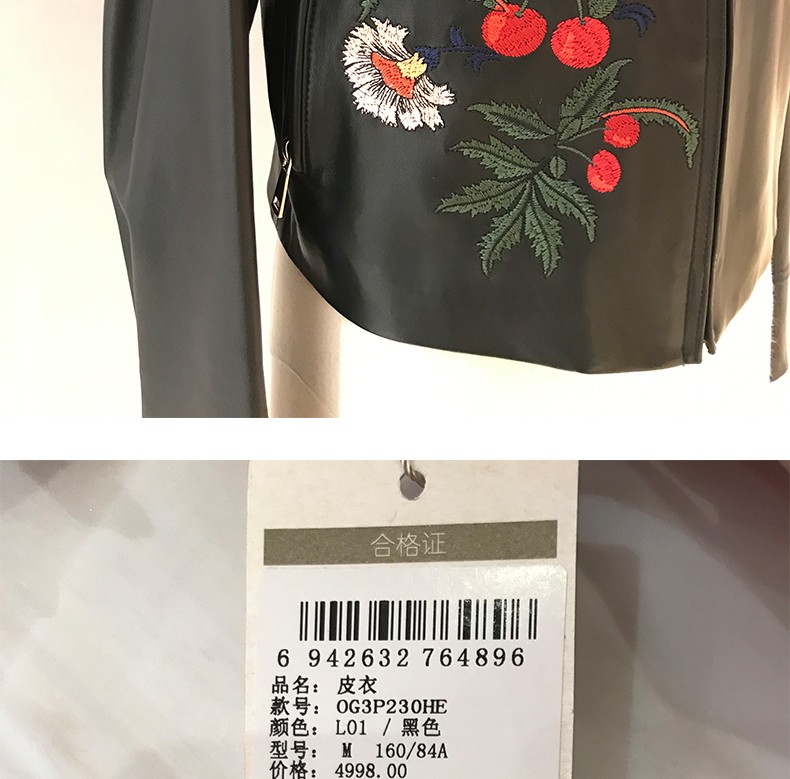 合格证
6 942632 764896
品名: 皮衣
款号: OG3P230HE
颜色: L01 / 黑色
型号: M 160/84A
价格: 4998.00